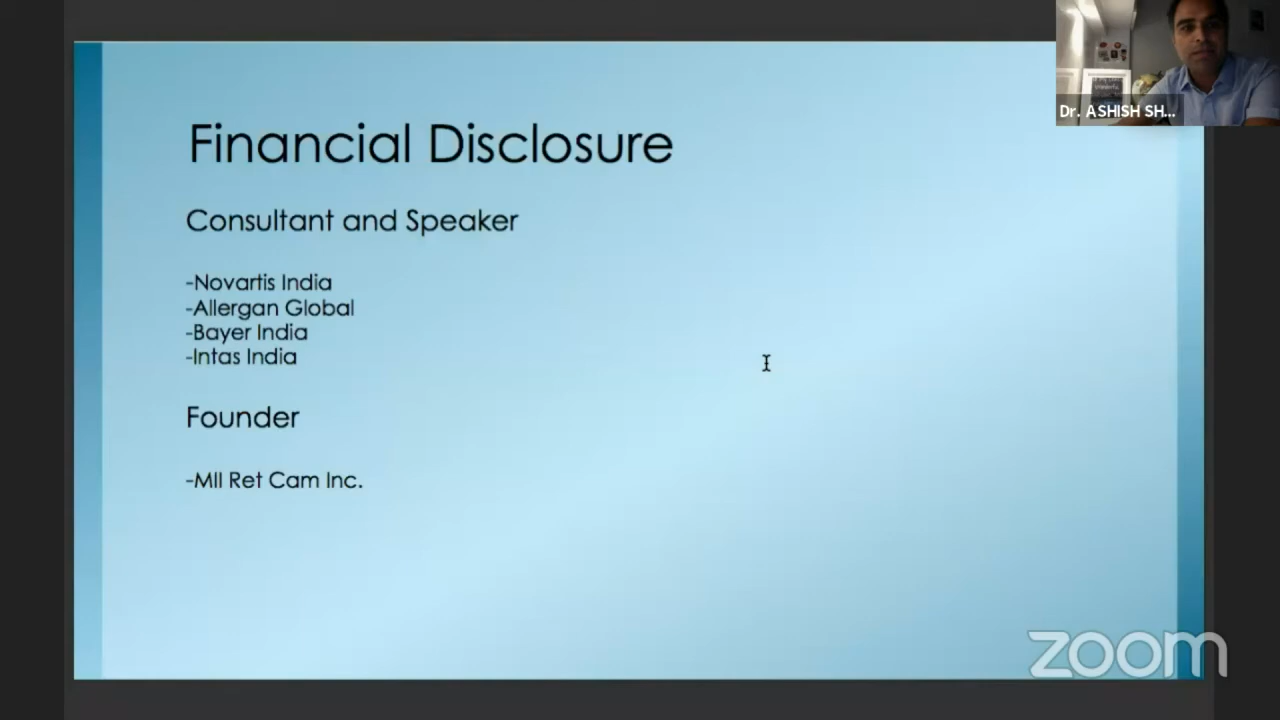 Financial Disclosure
Consultant and Speaker
-Novartis India
-Allergan Global
-Bayer India
-Intas India
Founder
-MII Ret Cam Inc.
Dr. ASHISH SH...
zoom